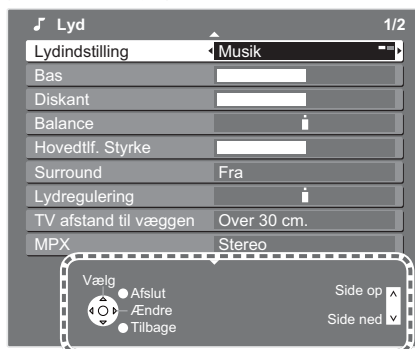 Lyd 1/2
Lydindstilling Musik
Bas
Diskant
Balance
Hovedtlf. Styrke
Surround Fra
Lydregulering
TV afstand til væggen Over 30 cm.
MPX Stereo
Vælg
Afslut
Ændre
Tilbage
Side op
Side ned